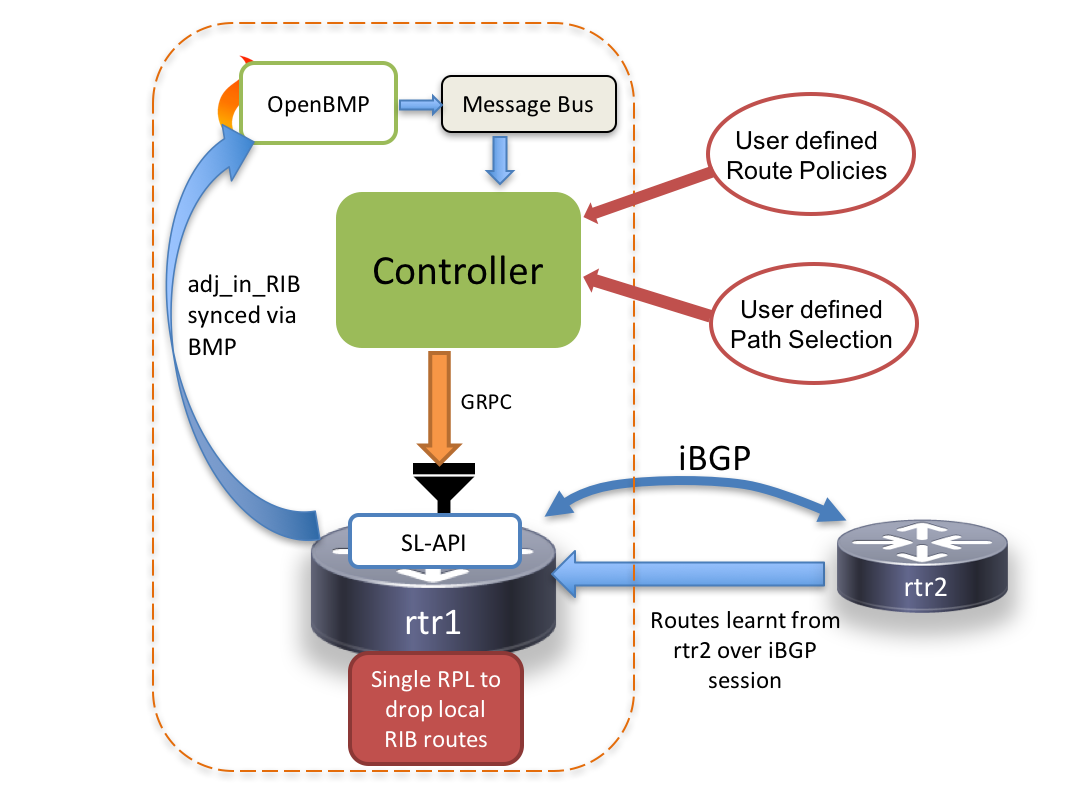 OpenBMP
Message Bus
User defined
Route Policies
Controller
adj_in_RIB
synced via
BMP
User defined
Path Selection
GRPC
iBGP
SL-API
rtr1
rtr2
Routes learnt from
rtr2 over iBGP
session
Single RPL to
drop local
RIB routes